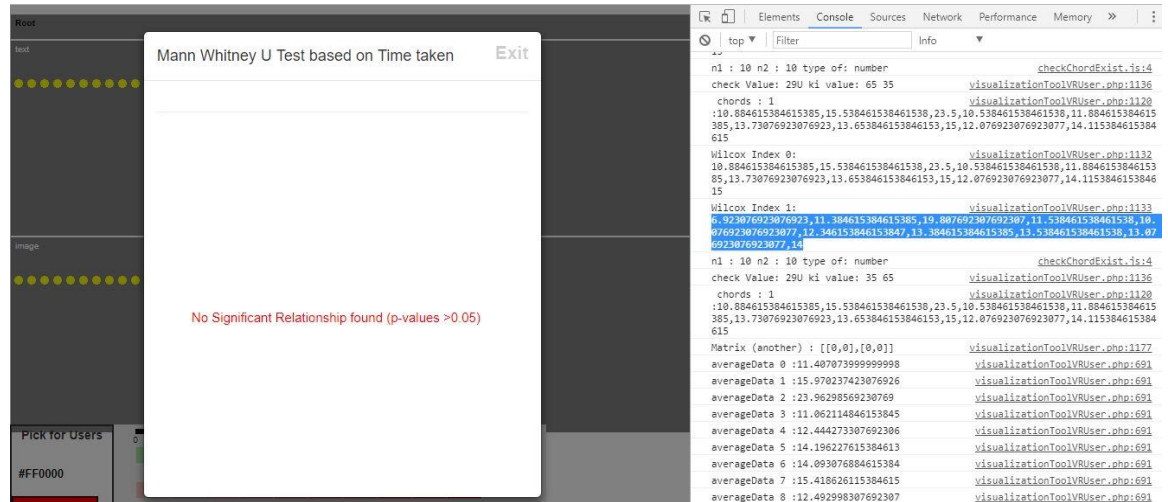 Root
text
Mann Whitney U Test based on Time taken
Exit
No Significant Relationship found (p-values >0.05)
image
Pick for Users
0
#FF0000
Elements Console Sources Network Performance Memory »
top ▼ Filter Info ▼
n1 : 10 n2 : 10 type of: number checkChordExist.js:4
check Value: 29U ki value: 65 35 visualizationToolVRUser.php:1136
chords : 1 visualizationToolVRUser.php:1120
:10.884615384615385,15.538461538461538,23.5,10.538461538461538,11.884615384615
385,13.73076923076923,13.653846153846153,15,12.076923076923077,14.115384615384
615
Wilcox Index 0: visualizationToolVRUser.php:1132
10.884615384615385,15.538461538461538,23.5,10.538461538461538,11.8846153846153
85,13.73076923076923,13.653846153846153,15,12.076923076923077,14.1153846153846
15
Wilcox Index 1: visualizationToolVRUser.php:1133
6.923076923076923,11.384615384615385,19.807692307692307,11.538461538461538,10.
076923076923077,12.346153846153847,13.384615384615385,13.538461538461538,13.07
6923076923077,14
n1 : 10 n2 : 10 type of: number checkChordExist.js:4
check Value: 29U ki value: 35 65 visualizationToolVRUser.php:1136
chords : 1 visualizationToolVRUser.php:1120
:10.884615384615385,15.538461538461538,23.5,10.538461538461538,11.884615384615
385,13.73076923076923,13.653846153846153,15,12.076923076923077,14.115384615384
615
Matrix (another) : [[0,0],[0,0]] visualizationToolVRUser.php:1177
averageData 0 :11.407073999999998 visualizationToolVRUser.php:691
averageData 1 :15.970237423076926 visualizationToolVRUser.php:691
averageData 2 :23.96298569230769 visualizationToolVRUser.php:691
averageData 3 :11.062114846153845 visualizationToolVRUser.php:691
averageData 4 :12.444273307692306 visualizationToolVRUser.php:691
averageData 5 :14.196227615384613 visualizationToolVRUser.php:691
averageData 6 :14.093076884615384 visualizationToolVRUser.php:691
averageData 7 :15.418626115384615 visualizationToolVRUser.php:691
averageData 8 :12.492998307692307 visualizationToolVRUser.php:691